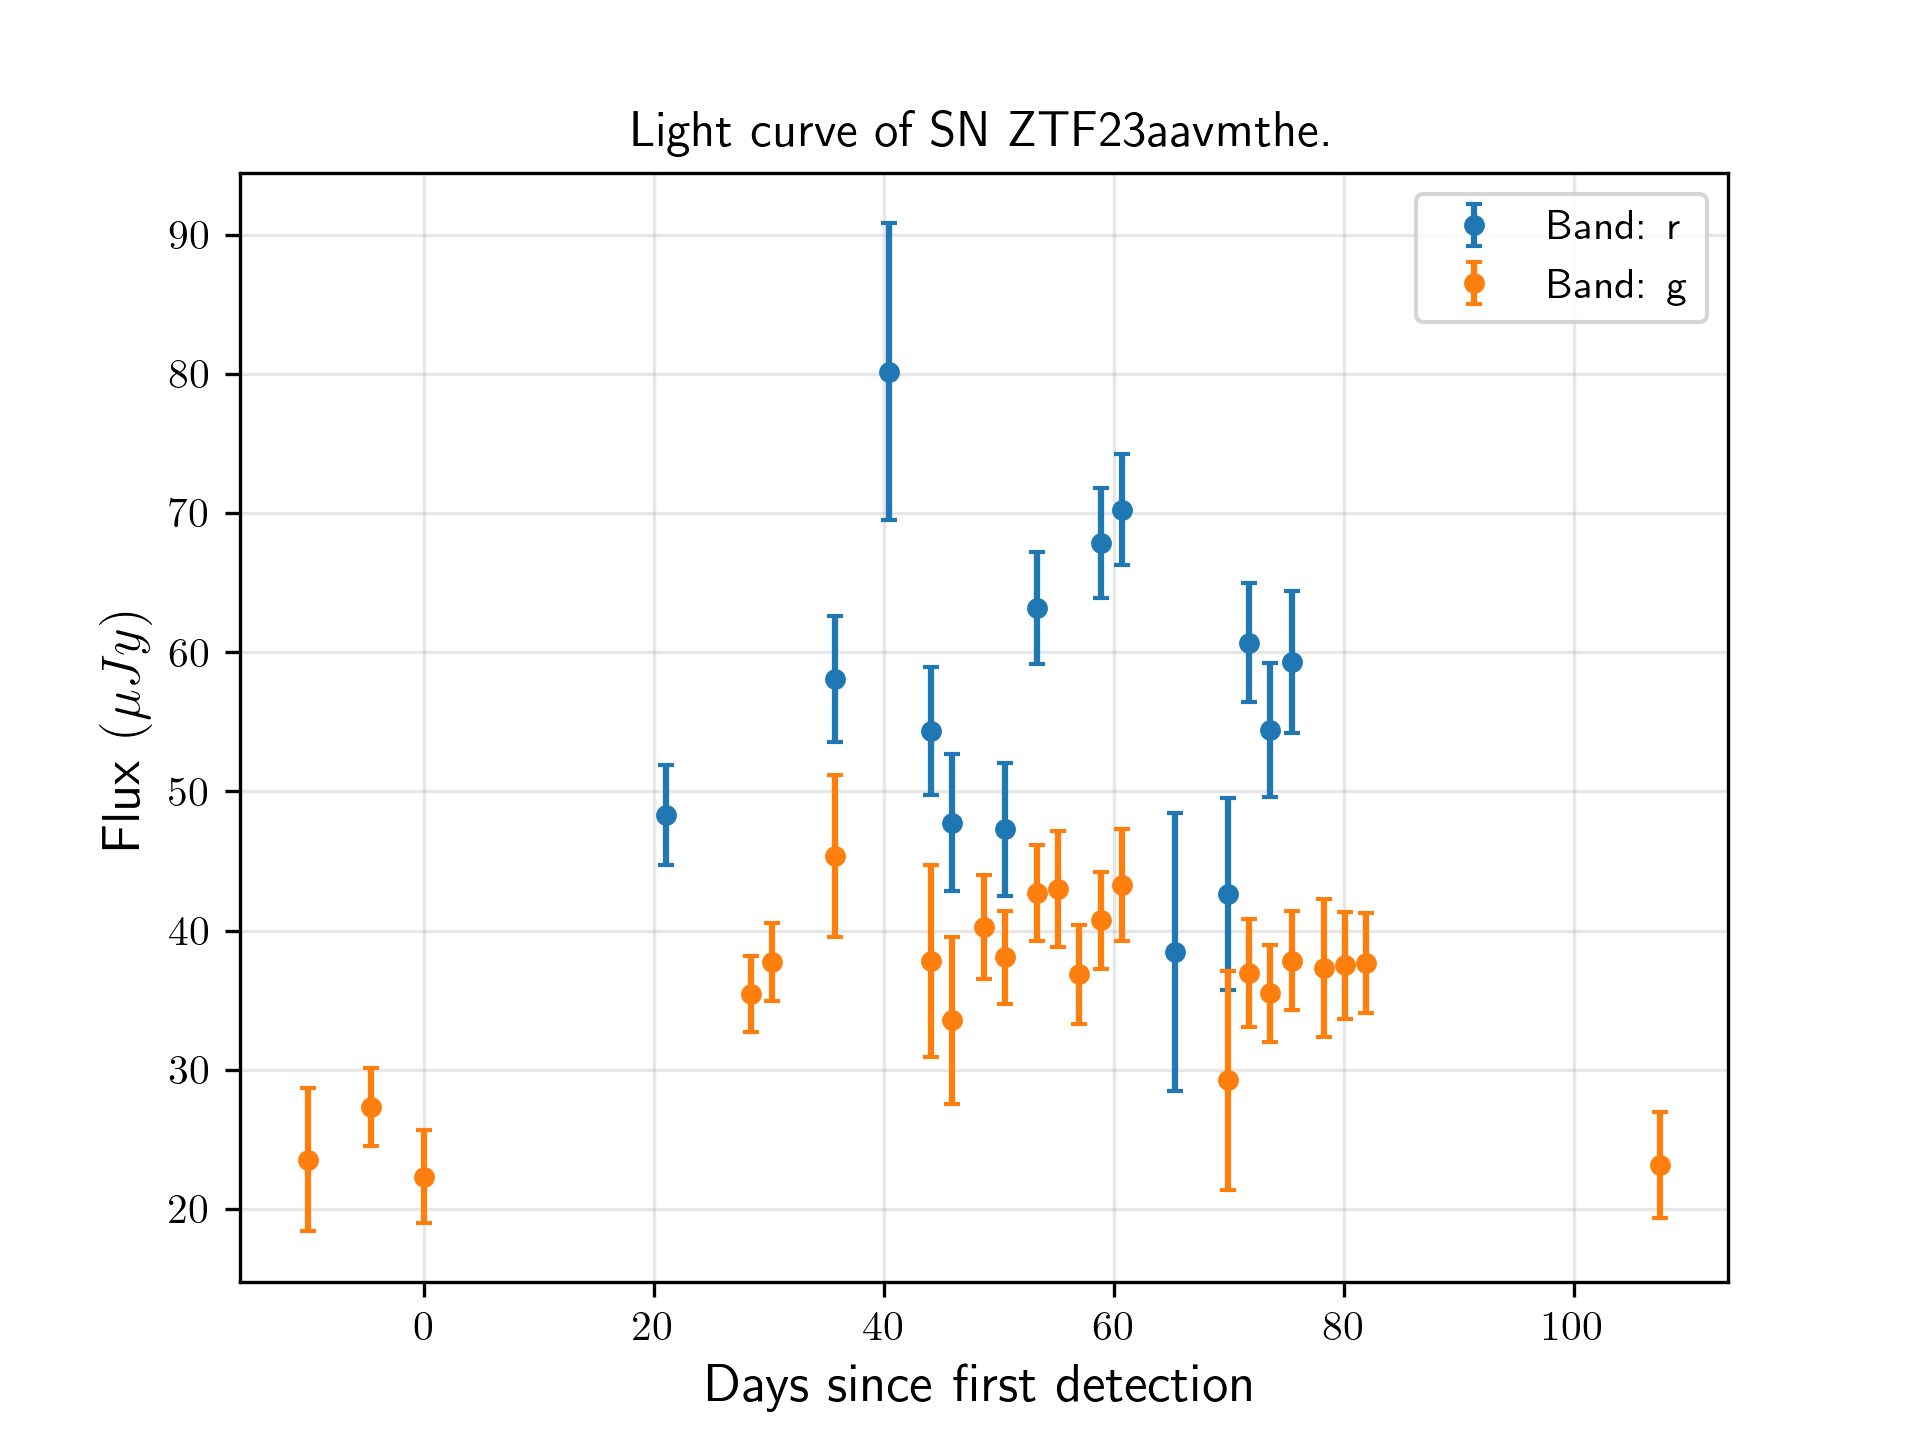 Light curve of SN ZTF23aavmthe.
Band: r
Band: g
90
80
70
60
50
40
30
20
Flux (μJy)
0 20 40 60 80 100
Days since first detection